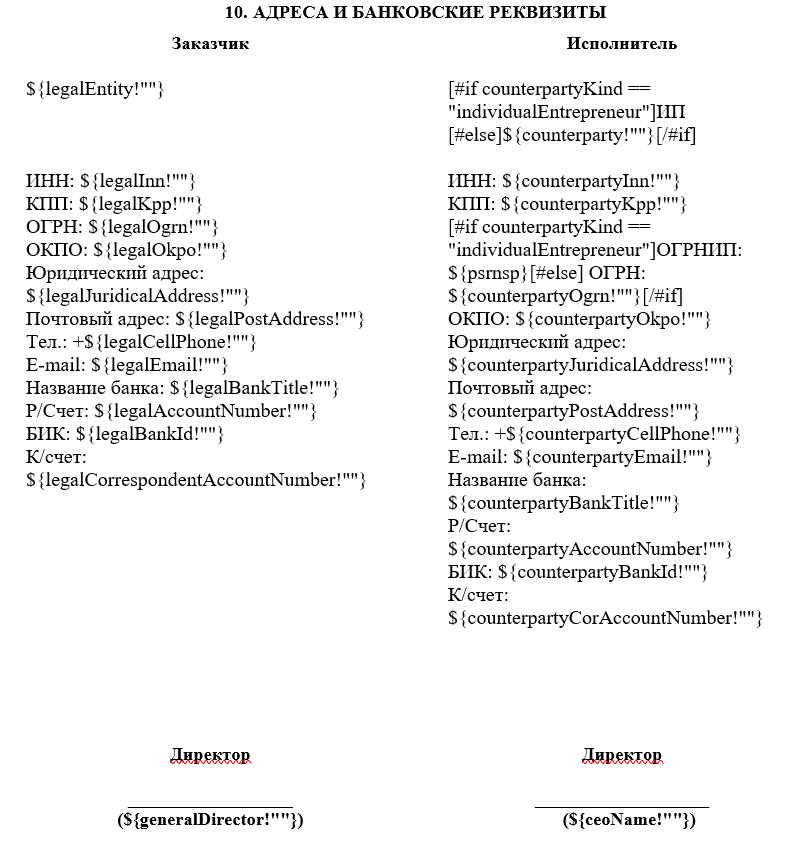 10. АДРЕСА И БАНКОВСКИЕ РЕКВИЗИТЫ
Заказчик
${legalEntity!""}
ИНН: ${legalInn!""}
КПП: ${legalKpp!""}
ОГРН: ${legalOgrn!""}
ОКПО: ${legalOkpo!""}
Юридический адрес:
${legalJuridicalAddress!""}
Почтовый адрес: ${legalPostAddress!""}
Тел.: +${legalCellPhone!""}
E-mail: ${legalEmail!""}
Название банка: ${legalBankTitle!""}
Р/Счет: ${legalAccountNumber!""}
БИК: ${legalBankId!""}
К/счет:
${legalCorrespondentAccountNumber!""}
Директор
(${generalDirector!""})
Исполнитель
[#if counterpartyKind ==
"individualEntrepreneur"]ИП
[#else]${counterparty!""}[/#if]
ИНН: ${counterpartyInn!""}
КПП: ${counterpartyKpp!""}
[#if counterpartyKind ==
"individualEntrepreneur"]ОГРНИП:
${psrnsp}[#else] ОГРН:
${counterpartyOgrn!""}[/#if]
ОКПО: ${counterpartyOkpo!""}
Юридический адрес:
${counterpartyJuridicalAddress!""}
Почтовый адрес:
${counterpartyPostAddress!""}
Тел.: +${counterpartyCellPhone!""}
E-mail: ${counterpartyEmail!""}
Название банка:
${counterpartyBankTitle!""}
Р/Счет:
${counterpartyAccountNumber!""}
БИК: ${counterpartyBankId!""}
К/счет:
${counterpartyCorAccountNumber!""}
Директор
(${ceoName!""})